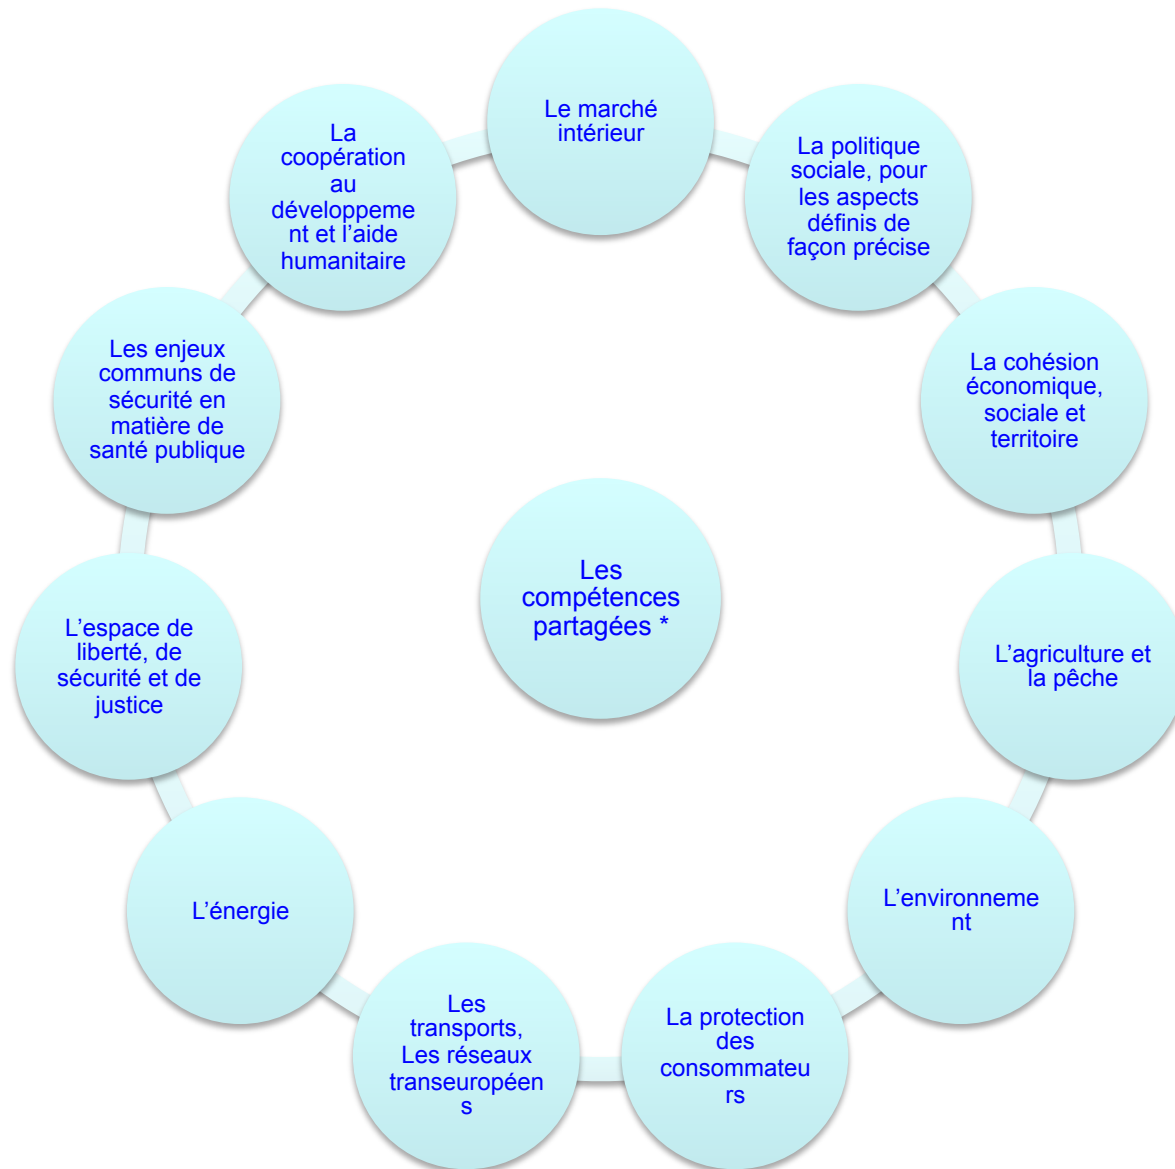 Le marché
intérieur
La politique
sociale, pour
les aspects
définis de
façon précise
La cohésion
économique,
sociale et
territoire
L’agriculture et
la pêche
L’environneme
nt
La protection
des
consommateu
rs
Les
transports,
Les réseaux
transeuropéen
s
L’énergie
L’espace de
liberté, de
sécurité et de
justice
Les enjeux
communs de
sécurité en
matière de
santé publique
La
coopération
au
développeme
nt et l’aide
humanitaire
Les
compétences
partagées *